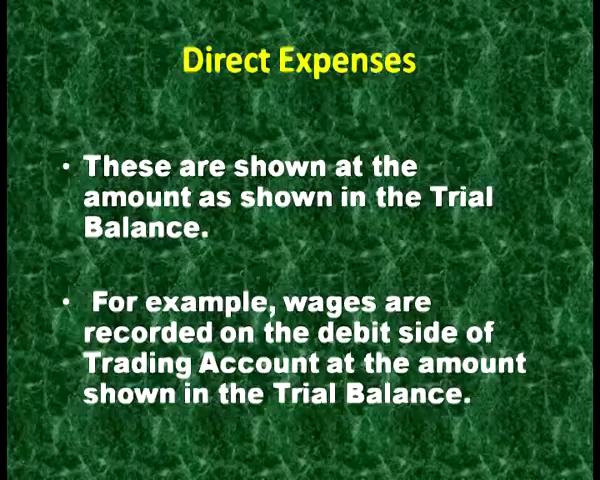 Direct Expenses
• These are shown at the
amount as shown in the Trial
Balance.
• For example, wages are
recorded on the debit side of
Trading Account at the amount
shown in the Trial Balance.